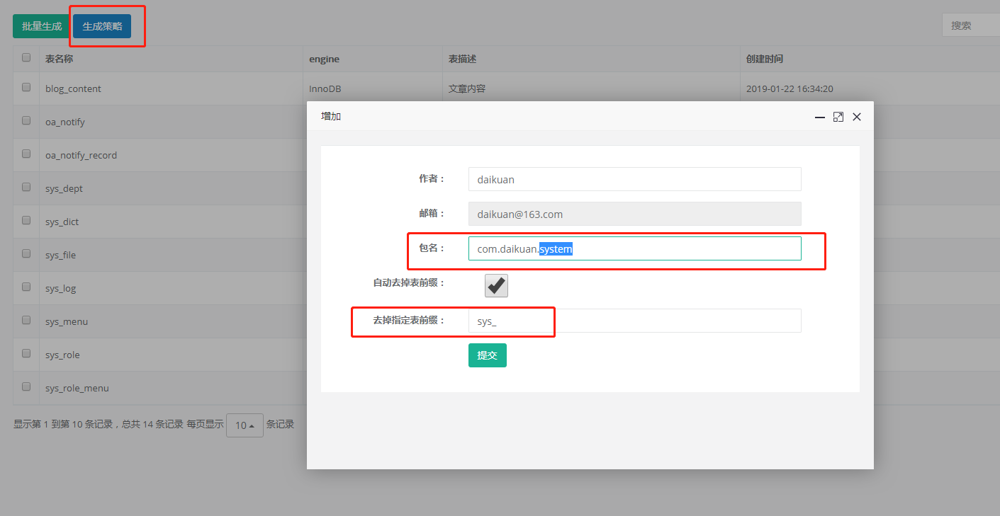 批量生成 生成策略 搜索
表名称 engine 表描述 创建时间
blog_content InnoDB 文章内容 2019-01-22 16:34:20
oa_notify
oa_notify_record
sys_dept
sys_dict
sys_file
sys_log
sys_menu
sys_role
sys_role_menu
显示第 1 到第 10 条记录，总共 14 条记录 每页显示 10 条记录
增加
作者： daikuan
邮箱： daikuan@163.com
包名： com.daikuan.system
自动去掉表前缀：
去掉指定表前缀： sys_
提交